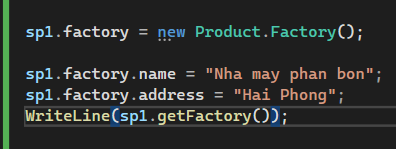 sp1.factory = new Product.Factory();
sp1.factory.name = "Nha may phan bon";
sp1.factory.address = "Hai Phong";
WriteLine(sp1.getFactory());